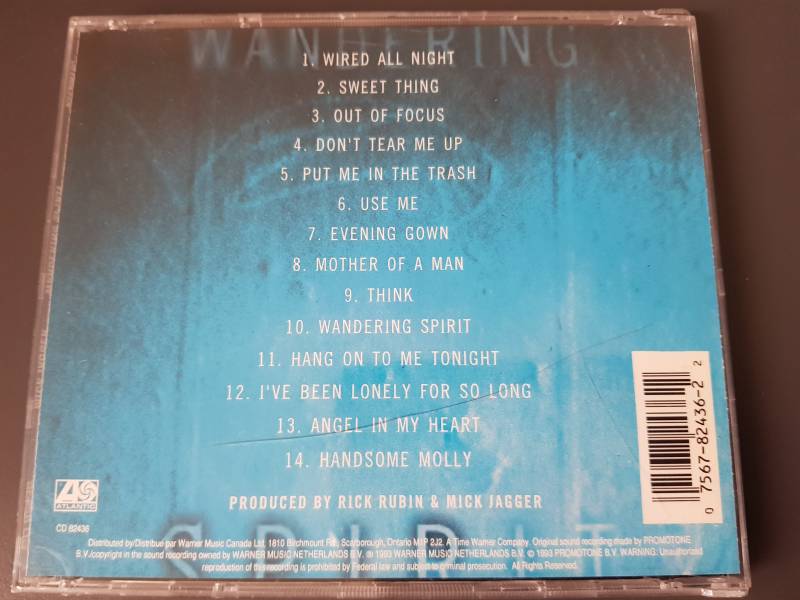 WANDERING
1. WIRED ALL NIGHT
2. SWEET THING
3. OUT OF FOCUS
4. DON'T TEAR ME UP
5. PUT ME IN THE TRASH
6. USE ME
7. EVENING GOWN
8. MOTHER OF A MAN
9. THINK
10. WANDERING SPIRIT
11. HANG ON TO ME TONIGHT
12. I'VE BEEN LONELY FOR SO LONG
13. ANGEL IN MY HEART
14. HANDSOME MOLLY
PRODUCED BY RICK RUBIN & MICK JAGGER
ATLANTIC
CD 82436
SPIRIT
Distributed by/Distribue par Warner Music Canada Ltd, 1810 Birchmount Rd., Scarborough, Ontario M1P 2J2. A Time Warner Company. Original sound recording made by PROMOTONE
B.V./copyright in the sound recording owned by WARNER MUSIC NETHERLANDS B.V. ℗ 1993 WARNER MUSIC NETHERLANDS B.V. © 1993 PROMOTONE B.V. WARNING: Unauthorized
reproduction of this recording is prohibited by Federal law and subject to criminal prosecution. All Rights Reserved.
0 7567-82436-2 2